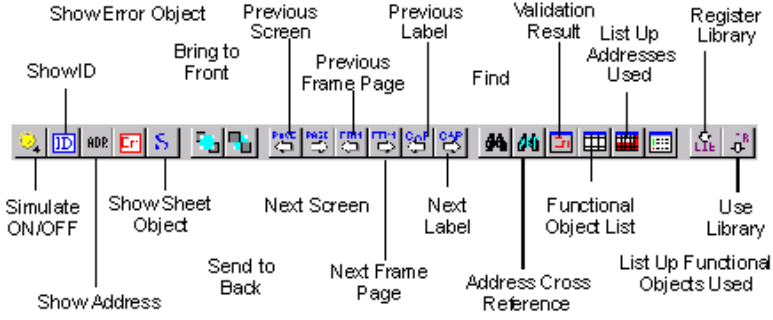 Show Error Object
Previous
Screen
Previous
Label
Validation
Result
List Up
Addresses
Used
Register
Library
ShowID
Bring to
Front
Previous
Frame Page
Find
ID
ADR
Err
S
PAGE
PAGE
FRM
FRM
CAP
CAP
LIB
Simulate
ON/OFF
Show Sheet
Object
Next Screen
Next
Label
Functional
Object List
Use
Library
Show Address
Send to
Back
Next Frame
Page
Address Cross
Reference
List Up Functional
Objects Used